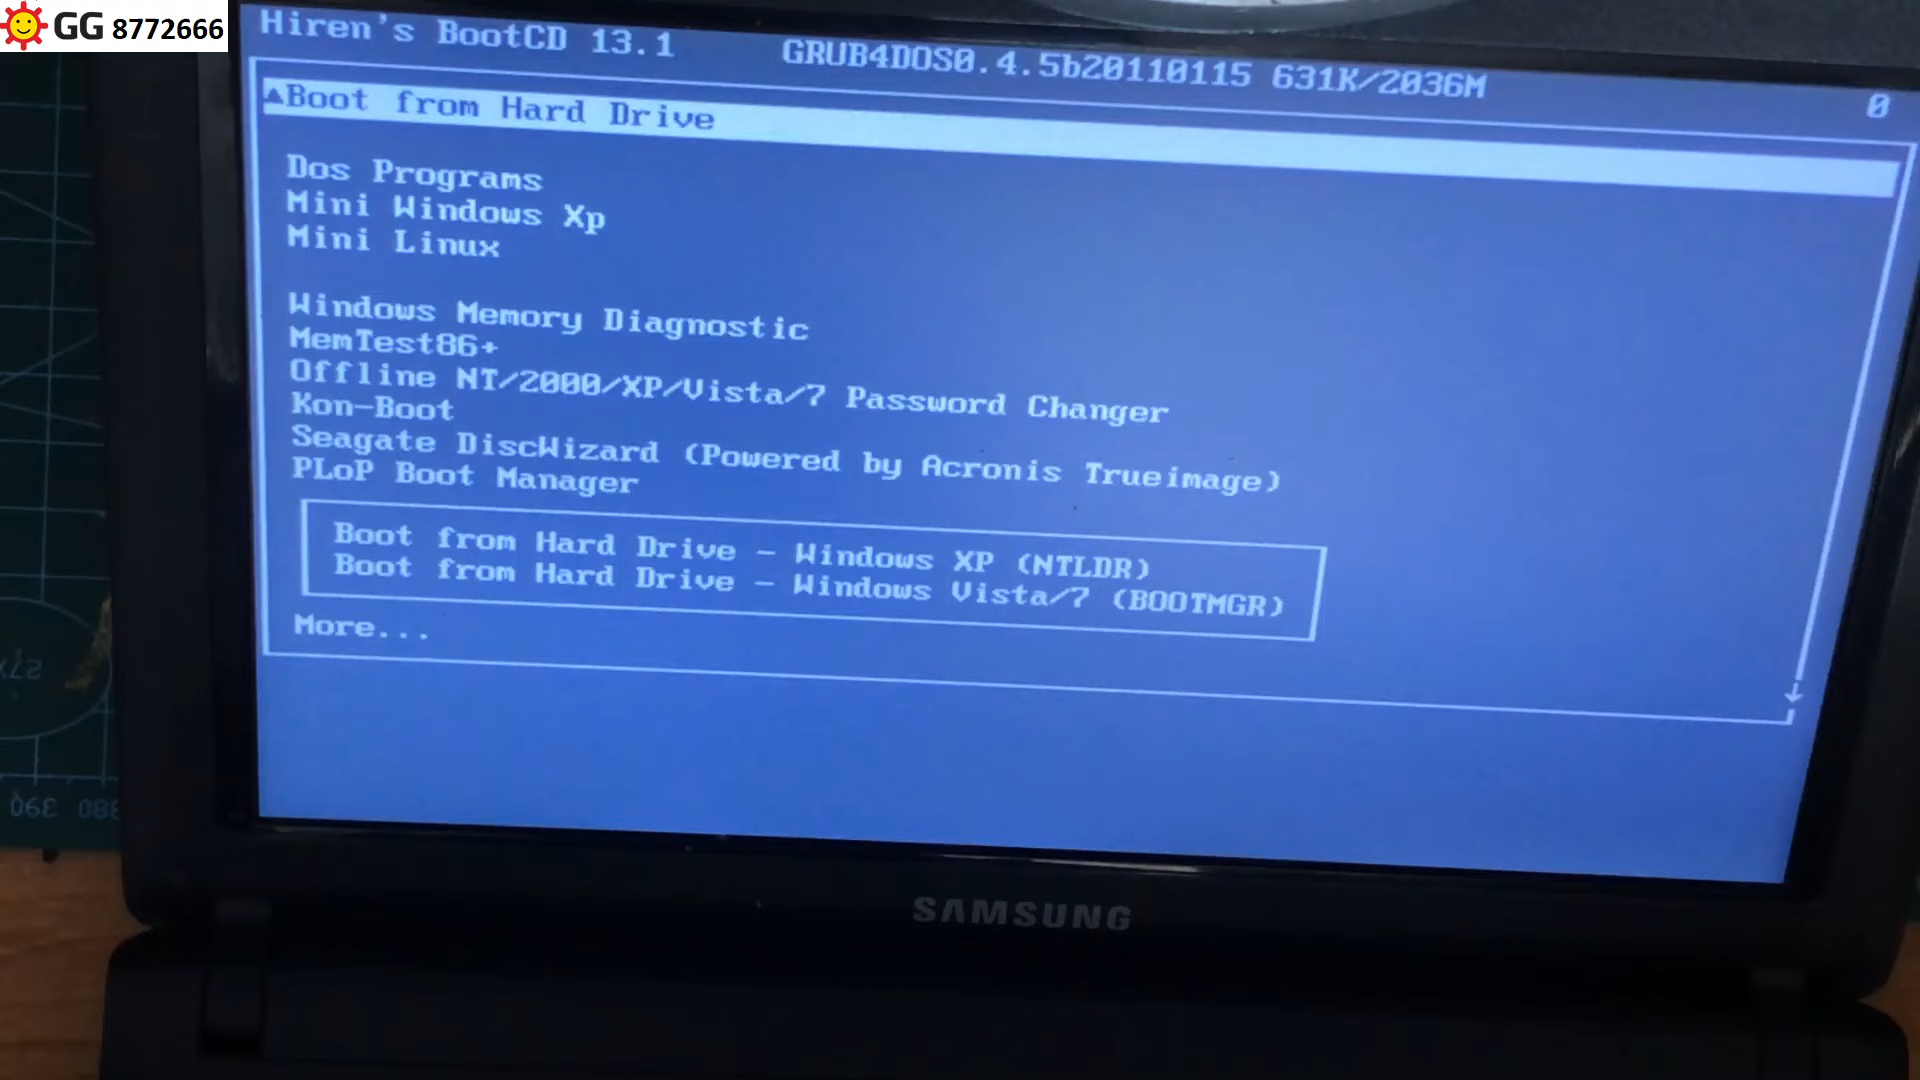 GG 8772666
Hiren's BootCD 13.1 GRUB4DOS0.4.5b20110115 631K/2036M 0
Boot from Hard Drive
Dos Programs
Mini Windows Xp
Mini Linux
Windows Memory Diagnostic
MemTest86+
Offline NT/2000/XP/Vista/7 Password Changer
Kon-Boot
Seagate DiscWizard (Powered by Acronis Trueimage)
PLoP Boot Manager
Boot from Hard Drive - Windows XP (NTLDR)
Boot from Hard Drive - Windows Vista/7 (BOOTMGR)
More...
390
SAMSUNG